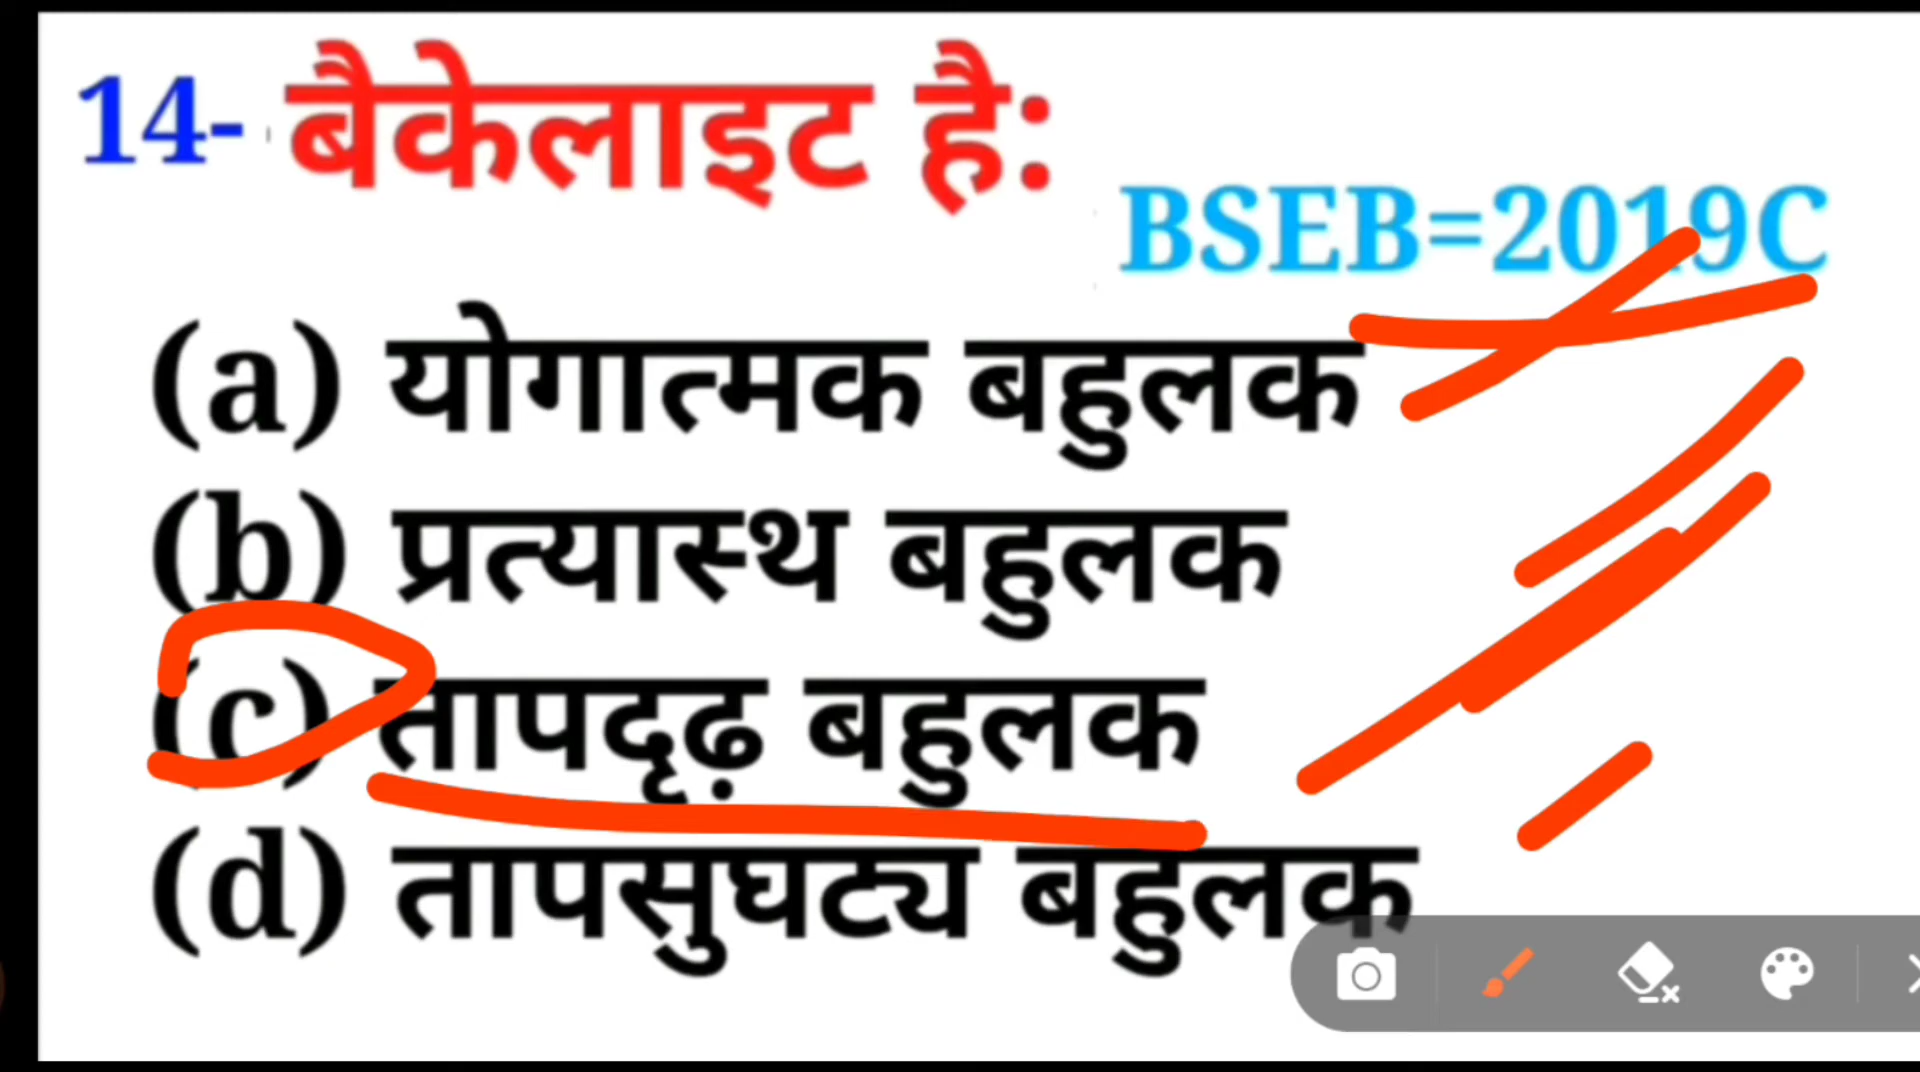 14- बैकेलाइट है:
BSEB=2019C
(a) योगात्मक बहुलक
(b) प्रत्यास्थ बहुलक
(c) तापदृढ़ बहुलक
(d) तापसुघट्य बहुलक